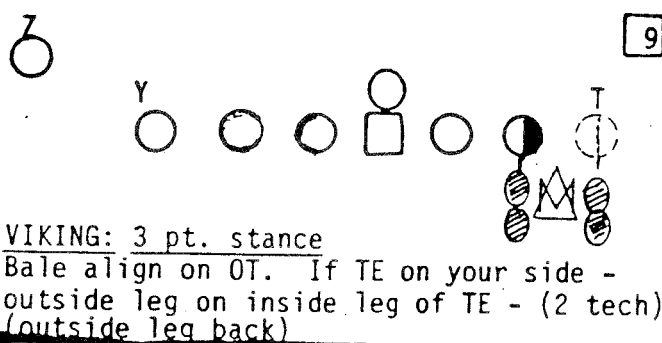 Z
9
Y
T
VIKING: 3 pt. stance
Bale align on OT. If TE on your side -
outside leg on inside leg of TE - (2 tech)
(outside leg back)